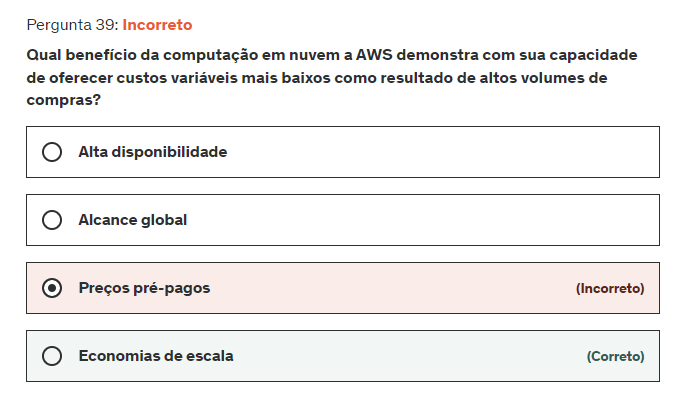 Pergunta 39: Incorreto
Qual benefício da computação em nuvem a AWS demonstra com sua capacidade
de oferecer custos variáveis mais baixos como resultado de altos volumes de
compras?
Alta disponibilidade
Alcance global
Preços pré-pagos (Incorreto)
Economias de escala (Correto)